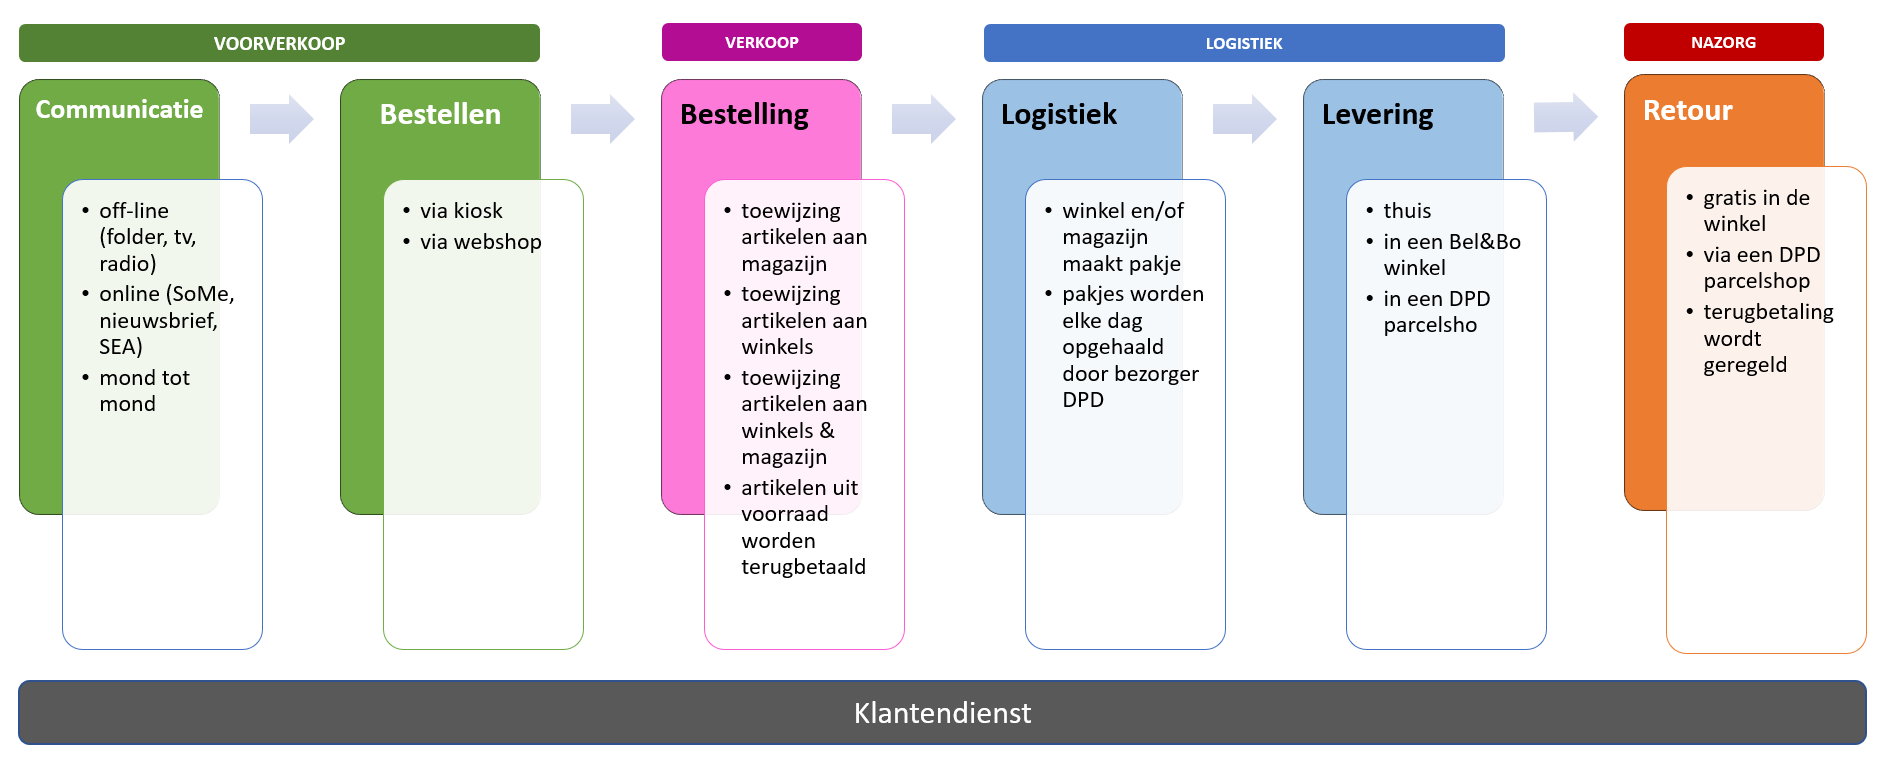 VOORVERKOOP
VERKOOP
LOGISTIEK
NAZORG
Communicatie
• off-line
(folder, tv,
radio)
• online (SoMe,
nieuwsbrief,
SEA)
• mond tot
mond
Bestellen
• via kiosk
• via webshop
Bestelling
• toewijzing
artikelen aan
magazijn
• toewijzing
artikelen aan
winkels
• toewijzing
artikelen aan
winkels &
magazijn
• artikelen uit
voorraad
worden
terugbetaald
Logistiek
• winkel en/of
magazijn
maakt pakje
• pakjes worden
elke dag
opgehaald
door bezorger
DPD
Levering
• thuis
• in een Bel&Bo
winkel
• in een DPD
parcelsho
Retour
• gratis in de
winkel
• via een DPD
parcelshop
• terugbetaling
wordt
geregeld
Klantendienst